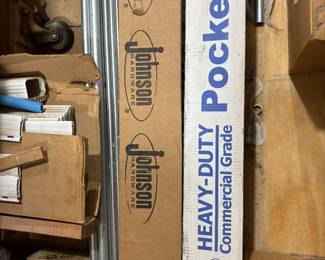 Johnson
HARDWARE
Johnson
HARDWARE
HEAVY-DUTY
Commercial Grade
Pocke